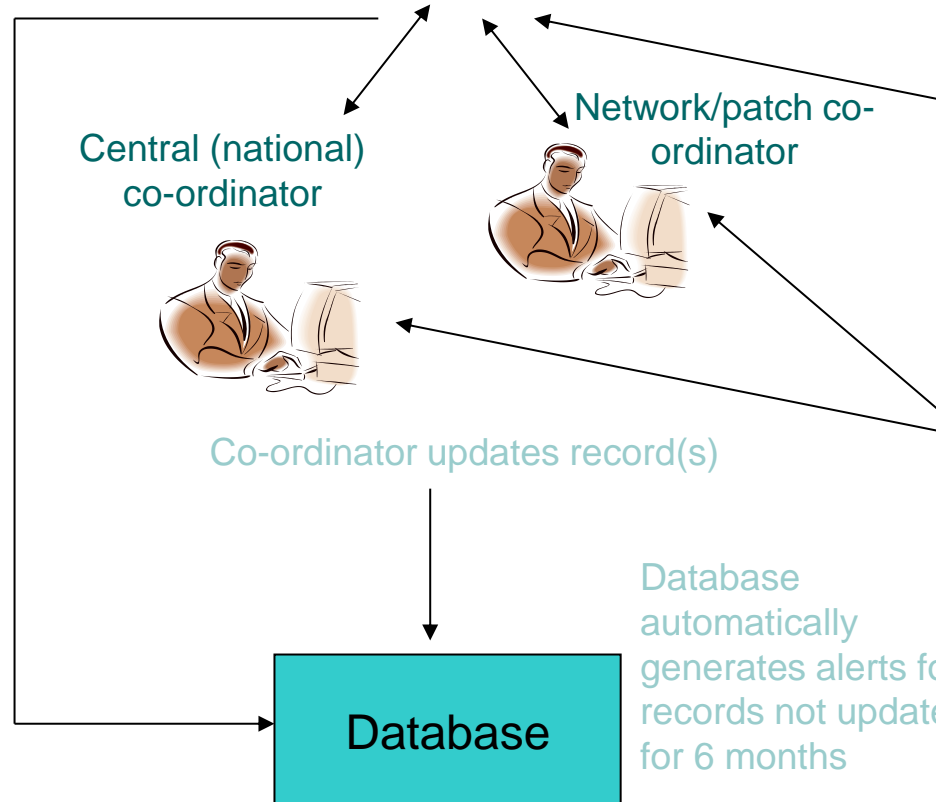 Network/patch co-
ordinator
Central (national)
co-ordinator
Co-ordinator updates record(s)
Database
automatically
generates alerts fo
records not update
for 6 months
Database